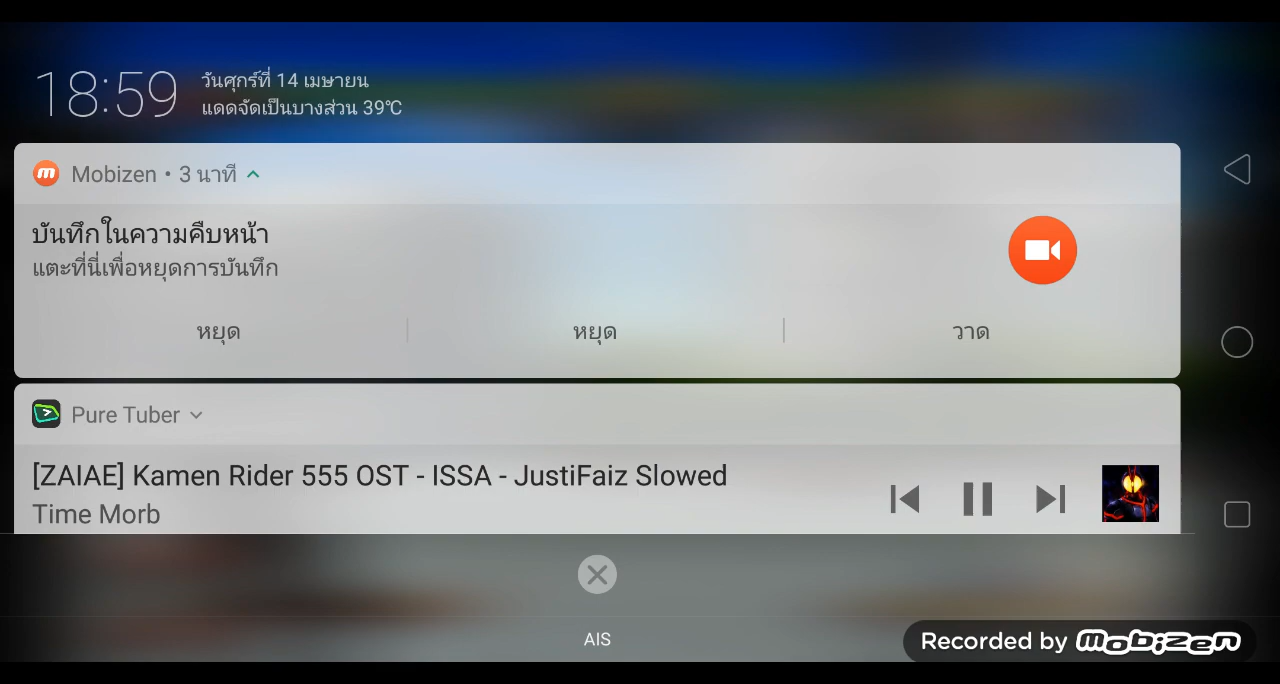 18:59
วันศุกร์ที่ 14 เมษายน
แดดจัดเป็นบางส่วน 39℃
Mobizen • 3 นาที
บันทึกในความคืบหน้า
แตะที่นี่เพื่อหยุดการบันทึก
หยุด หยุด วาด
Pure Tuber
[ZAIAE] Kamen Rider 555 OST - ISSA - JustiFaiz Slowed
Time Morb
AIS
Recorded by Mobizen